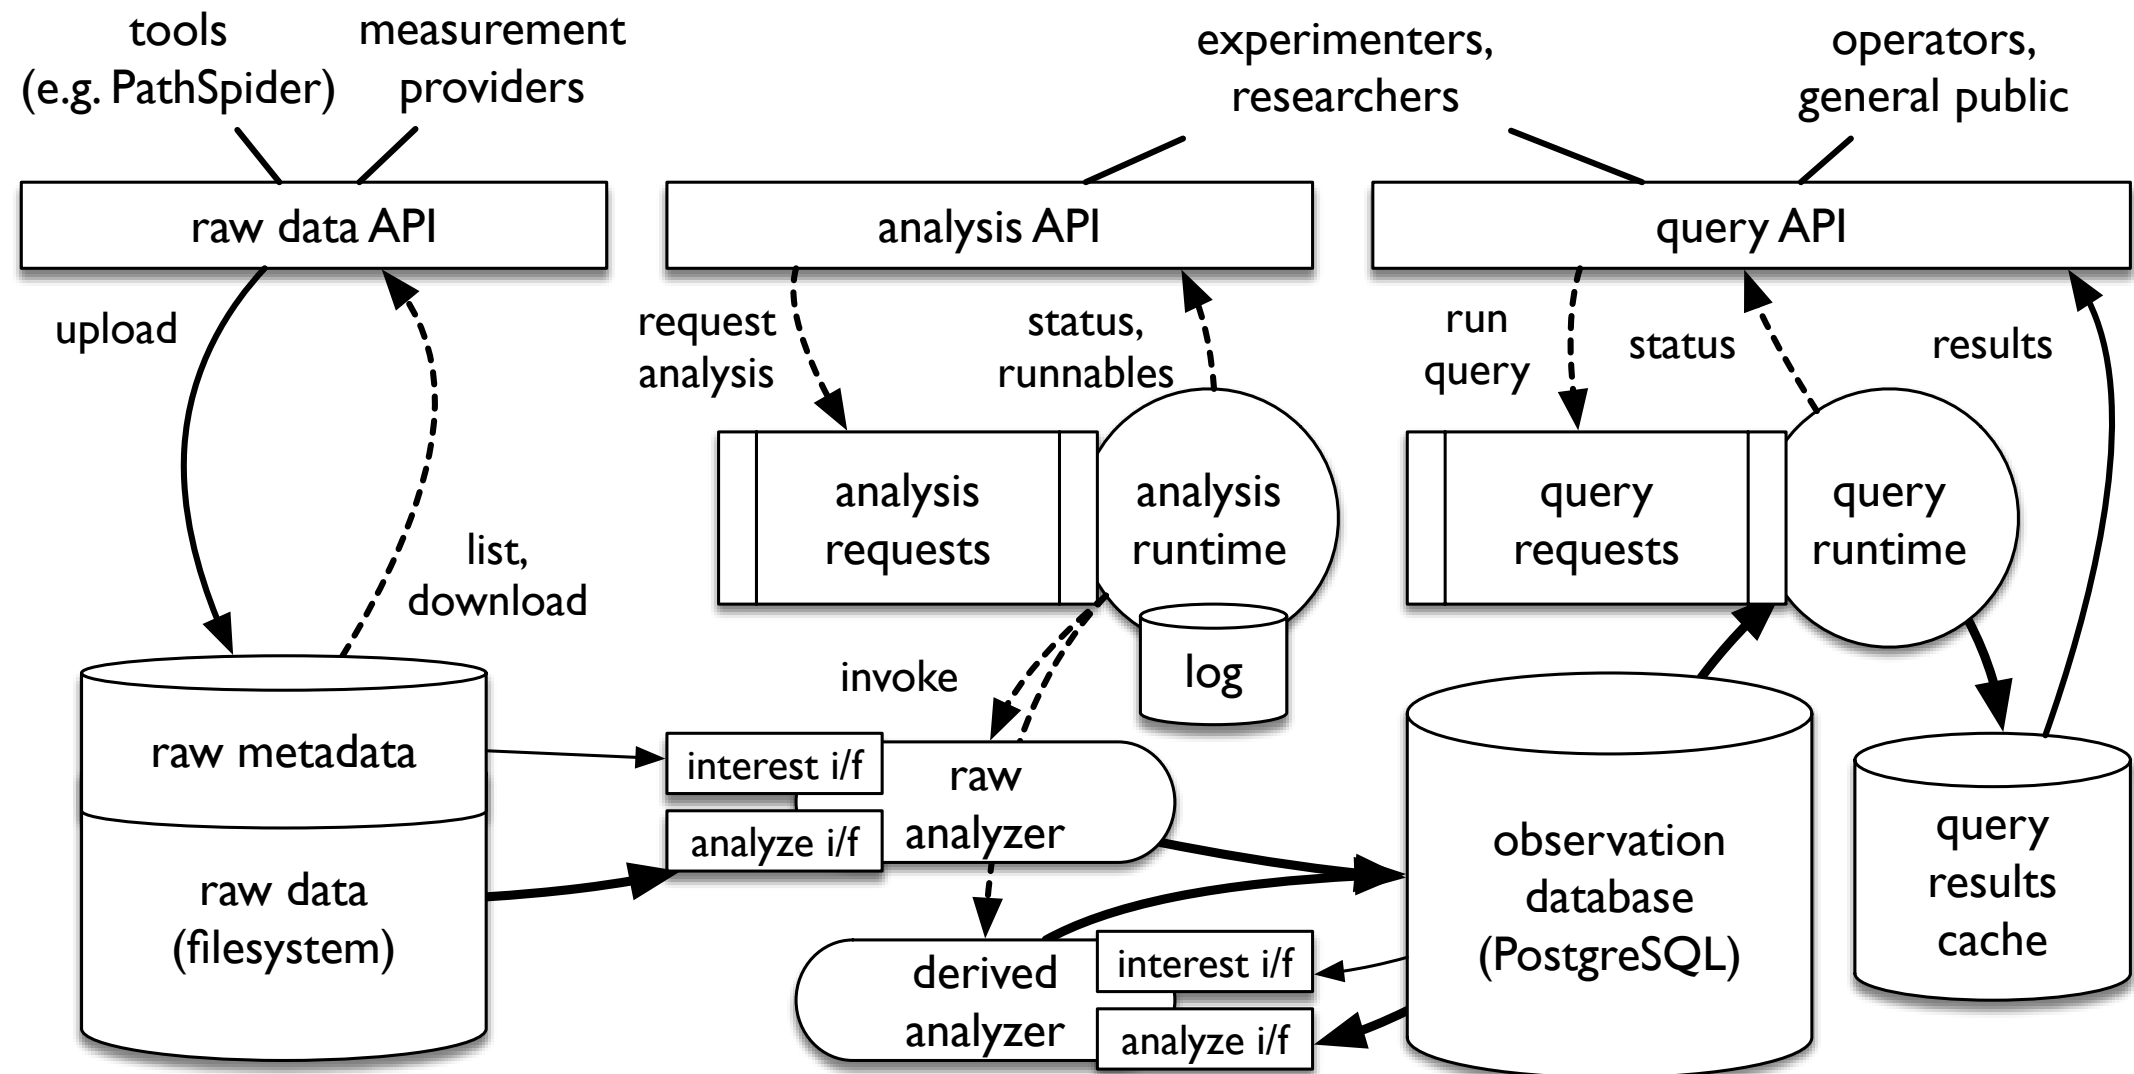 tools
(e.g. PathSpider)
measurement
providers
experimenters,
researchers
operators,
general public
raw data API
analysis API
query API
upload
list,
download
request
analysis
status,
runnables
run
query
status
results
analysis
requests
analysis
runtime
log
query
requests
query
runtime
invoke
raw metadata
raw data
(filesystem)
interest i/f
analyze i/f
raw
analyzer
derived
analyzer
interest i/f
analyze i/f
observation
database
(PostgreSQL)
query
results
cache